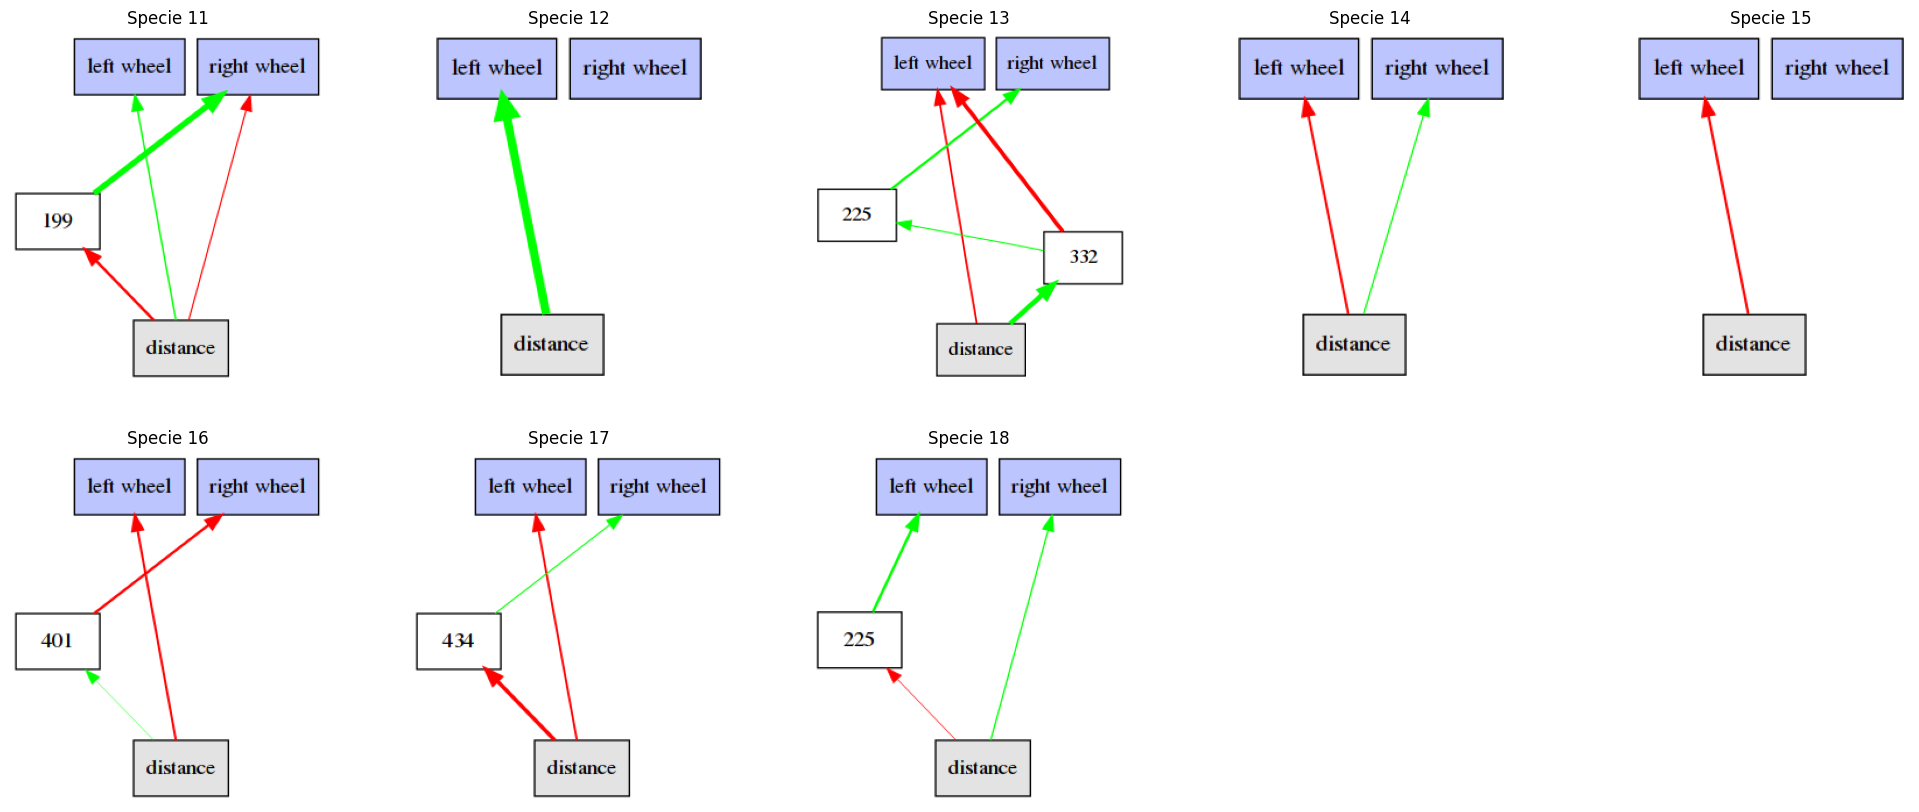 Specie 11
left wheel
right wheel
199
distance
Specie 12
left wheel
right wheel
distance
Specie 13
left wheel
right wheel
225
332
distance
Specie 14
left wheel
right wheel
distance
Specie 15
left wheel
right wheel
distance
Specie 16
left wheel
right wheel
401
distance
Specie 17
left wheel
right wheel
434
distance
Specie 18
left wheel
right wheel
225
distance